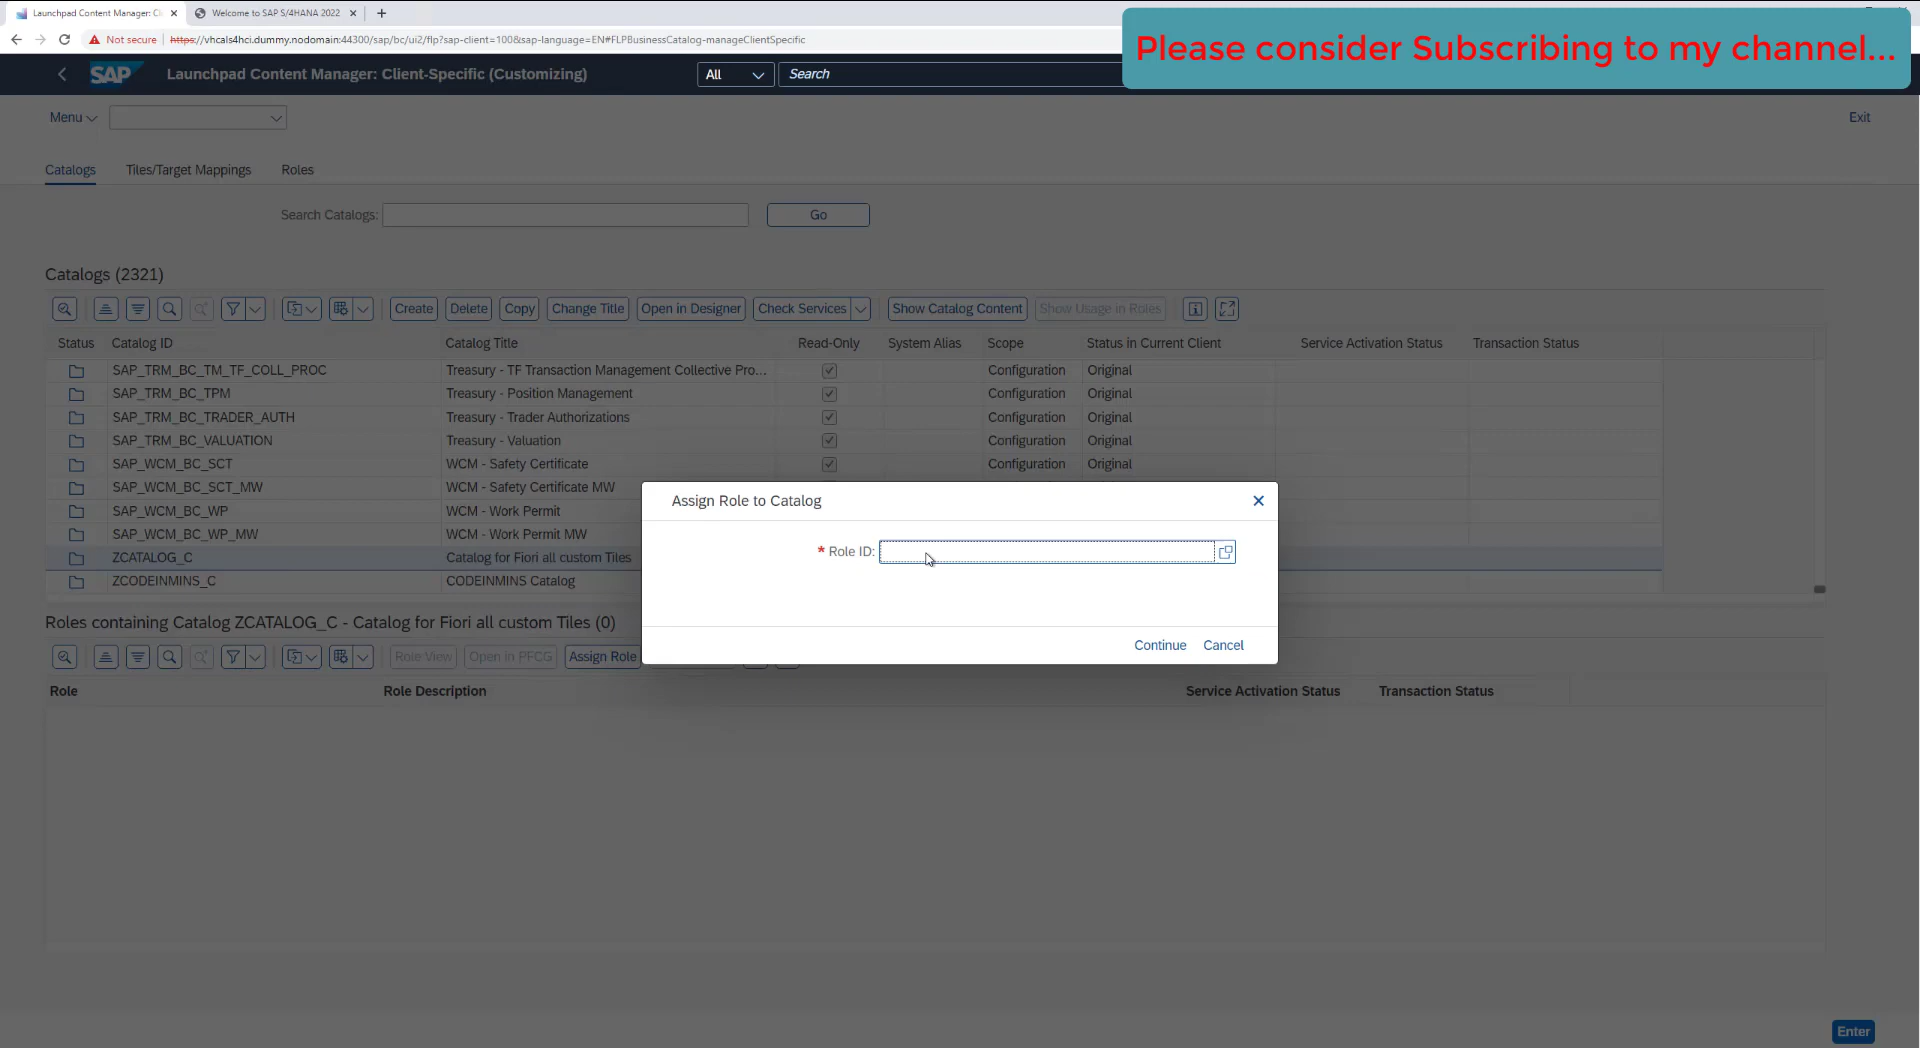 Launchpad Content Manager: Cl
Welcome to SAP S/4HANA 2022
Please consider Subscribing to my channel...
Not secure
https://vhcals4hci.dummy.nodomain:44300/sap/bc/ui2/flp?sap-client=100&sap-language=EN#FLPBusinessCatalog-manageClientSpecific
SAP
Launchpad Content Manager: Client-Specific (Customizing)
All
Search
Menu
Exit
Catalogs Tiles/Target Mappings Roles
Search Catalogs:
Go
Catalogs (2321)
Create Delete Copy Change Title Open in Designer Check Services Show Catalog Content Show Usage in Roles
Status Catalog ID Catalog Title Read-Only System Alias Scope Status in Current Client Service Activation Status Transaction Status
SAP_TRM_BC_TM_TF_COLL_PROC Treasury - TF Transaction Management Collective Pro... Configuration Original
SAP_TRM_BC_TPM Treasury - Position Management Configuration Original
SAP_TRM_BC_TRADER_AUTH Treasury - Trader Authorizations Configuration Original
SAP_TRM_BC_VALUATION Treasury - Valuation Configuration Original
SAP_WCM_BC_SCT WCM - Safety Certificate Configuration Original
SAP_WCM_BC_SCT_MW WCM - Safety Certificate MW
SAP_WCM_BC_WP WCM - Work Permit
SAP_WCM_BC_WP_MW WCM - Work Permit MW
ZCATALOG_C Catalog for Fiori all custom Tiles
ZCODEINMINS_C CODEINMINS Catalog
Assign Role to Catalog
* Role ID:
Continue Cancel
Roles containing Catalog ZCATALOG_C - Catalog for Fiori all custom Tiles (0)
Role View Open in PFCG Assign Role
Role Role Description Service Activation Status Transaction Status
Enter